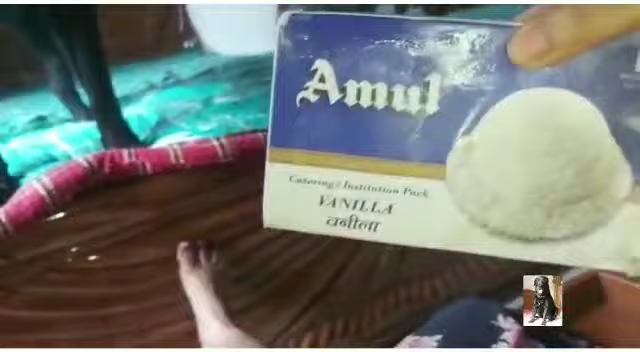 Amul
Catering / Institution Pack
VANILLA
वनीला